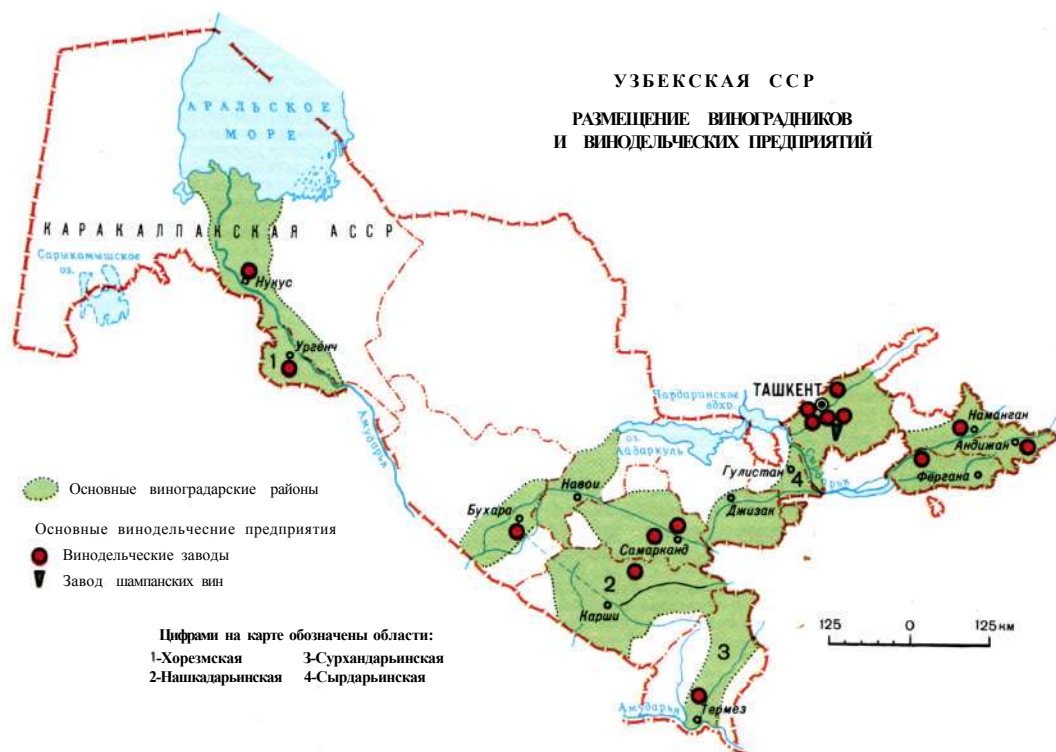 УЗБЕКСКАЯ ССР
РАЗМЕЩЕНИЕ ВИНОГРАДНИКОВ
И ВИНОДЕЛЬЧЕСКИХ ПРЕДПРИЯТИЙ
АРАЛЬСКОЕ
МОРЕ
КАРАКАЛПАКСКАЯ АССР
Сарыкамышское
оз.
Нукус
Ургенч
1
Амударья
ТАШКЕНТ
Чардаринское
вдхр.
оз.
Айдаркуль
Наманган
Андижан
Фергана
Гулистан
4
Сырдарья
Джизак
Навои
Бухара
Самарканд
2
Карши
3
Термез
Амударья
Основные виноградарские районы
Основные винодельчесние предприятия
Винодельческие заводы
Завод шампанских вин
Цифрами на карте обозначены области:
1-Хорезмская 3-Сурхандарьинская
2-Нашкадарьинская 4-Сырдарьинская
125 0 125 км